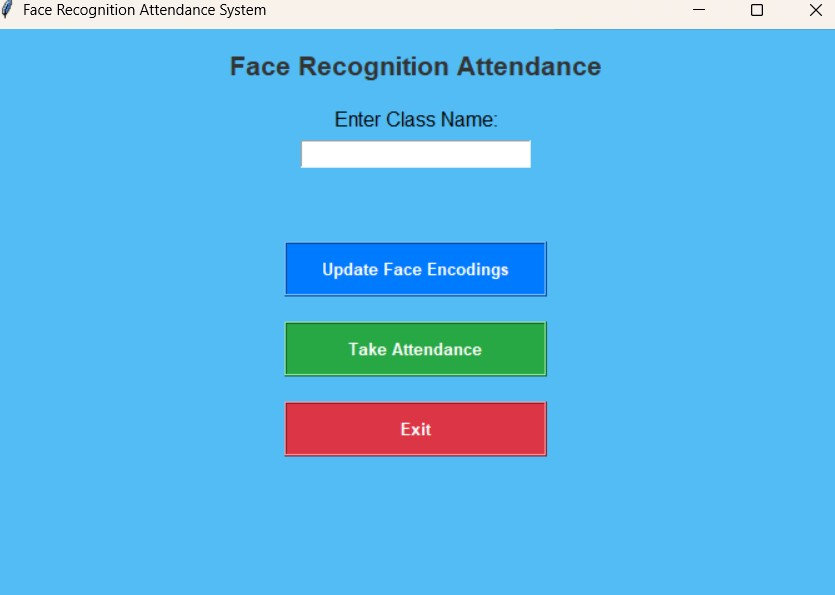 Face Recognition Attendance System
Face Recognition Attendance
Enter Class Name:
Update Face Encodings
Take Attendance
Exit